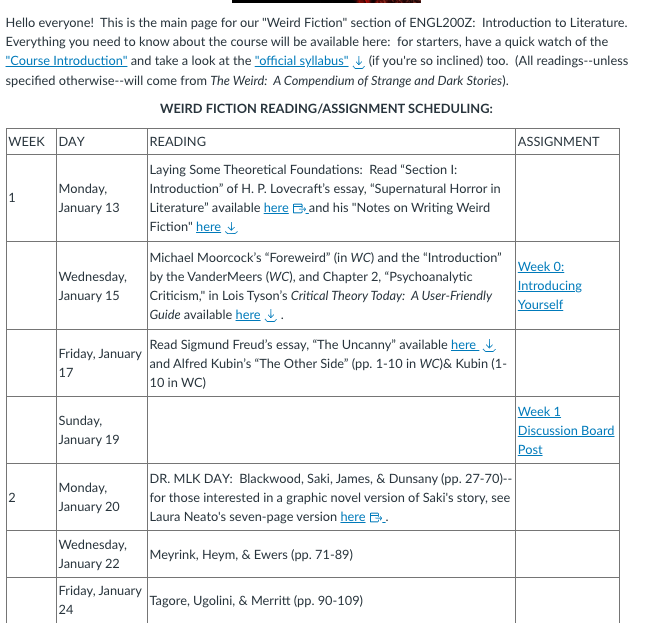 Hello everyone!  This is the main page for our "Weird Fiction" section of ENGL200Z:  Introduction to Literature.
Everything you need to know about the course will be available here:  for starters, have a quick watch of the
"Course Introduction" and take a look at the "official syllabus" (if you're so inclined) too.  (All readings--unless
specified otherwise--will come from The Weird:  A Compendium of Strange and Dark Stories).
WEIRD FICTION READING/ASSIGNMENT SCHEDULING:
WEEK DAY READING ASSIGNMENT
1
Monday,
January 13
Laying Some Theoretical Foundations:  Read “Section I:
Introduction” of H. P. Lovecraft’s essay, “Supernatural Horror in
Literature” available here and his "Notes on Writing Weird
Fiction" here
Wednesday,
January 15
Michael Moorcock’s “Foreweird” (in WC) and the “Introduction”
by the VanderMeers (WC), and Chapter 2, “Psychoanalytic
Criticism," in Lois Tyson’s Critical Theory Today:  A User-Friendly
Guide available here .
Week 0:
Introducing
Yourself
Friday, January
17
Read Sigmund Freud’s essay, “The Uncanny” available here
and Alfred Kubin’s “The Other Side” (pp. 1-10 in WC)& Kubin (1-
10 in WC)
Sunday,
January 19
Week 1
Discussion Board
Post
2
Monday,
January 20
DR. MLK DAY:  Blackwood, Saki, James, & Dunsany (pp. 27-70)--
for those interested in a graphic novel version of Saki's story, see
Laura Neato's seven-page version here .
Wednesday,
January 22
Meyrink, Heym, & Ewers (pp. 71-89)
Friday, January
24
Tagore, Ugolini, & Merritt (pp. 90-109)